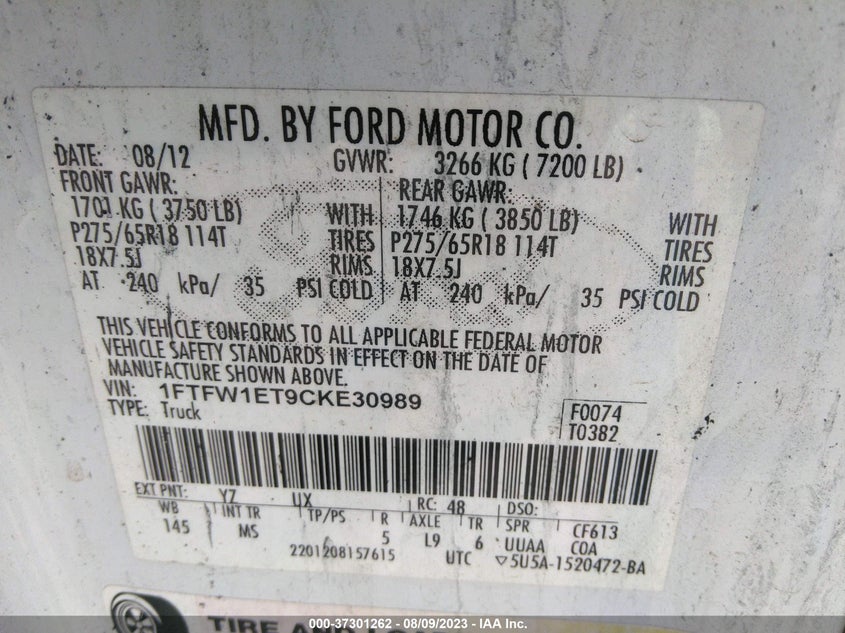 MFD. BY FORD MOTOR CO.
DATE: 08/12 GVWR: 3266 KG ( 7200 LB)
FRONT GAWR: REAR GAWR:
1701 KG ( 3750 LB) WITH 1746 KG ( 3850 LB) WITH
P275/65R18 114T TIRES P275/65R18 114T TIRES
18X7.5J RIMS 18X7.5J RIMS
AT 240 kPa/ 35 PSI COLD AT 240 kPa/ 35 PSI COLD
THIS VEHICLE CONFORMS TO ALL APPLICABLE FEDERAL MOTOR
VEHICLE SAFETY STANDARDS IN EFFECT ON THE DATE OF
MANUFACTURE SHOWN ABOVE.
VIN: 1FTFW1ET9CKE30989
TYPE: Truck
F0074
T0382
EXT PNT: YZ UX RC: 48 DSO:
WB INT TR TP/PS R AXLE TR SPR CF613
145 MS 5 L9 6 UUAA COA
2201208157615 UTC ▽5U5A-1520472-BA
TIRE AND
000-37301262 - 08/09/2023 - IAA Inc.